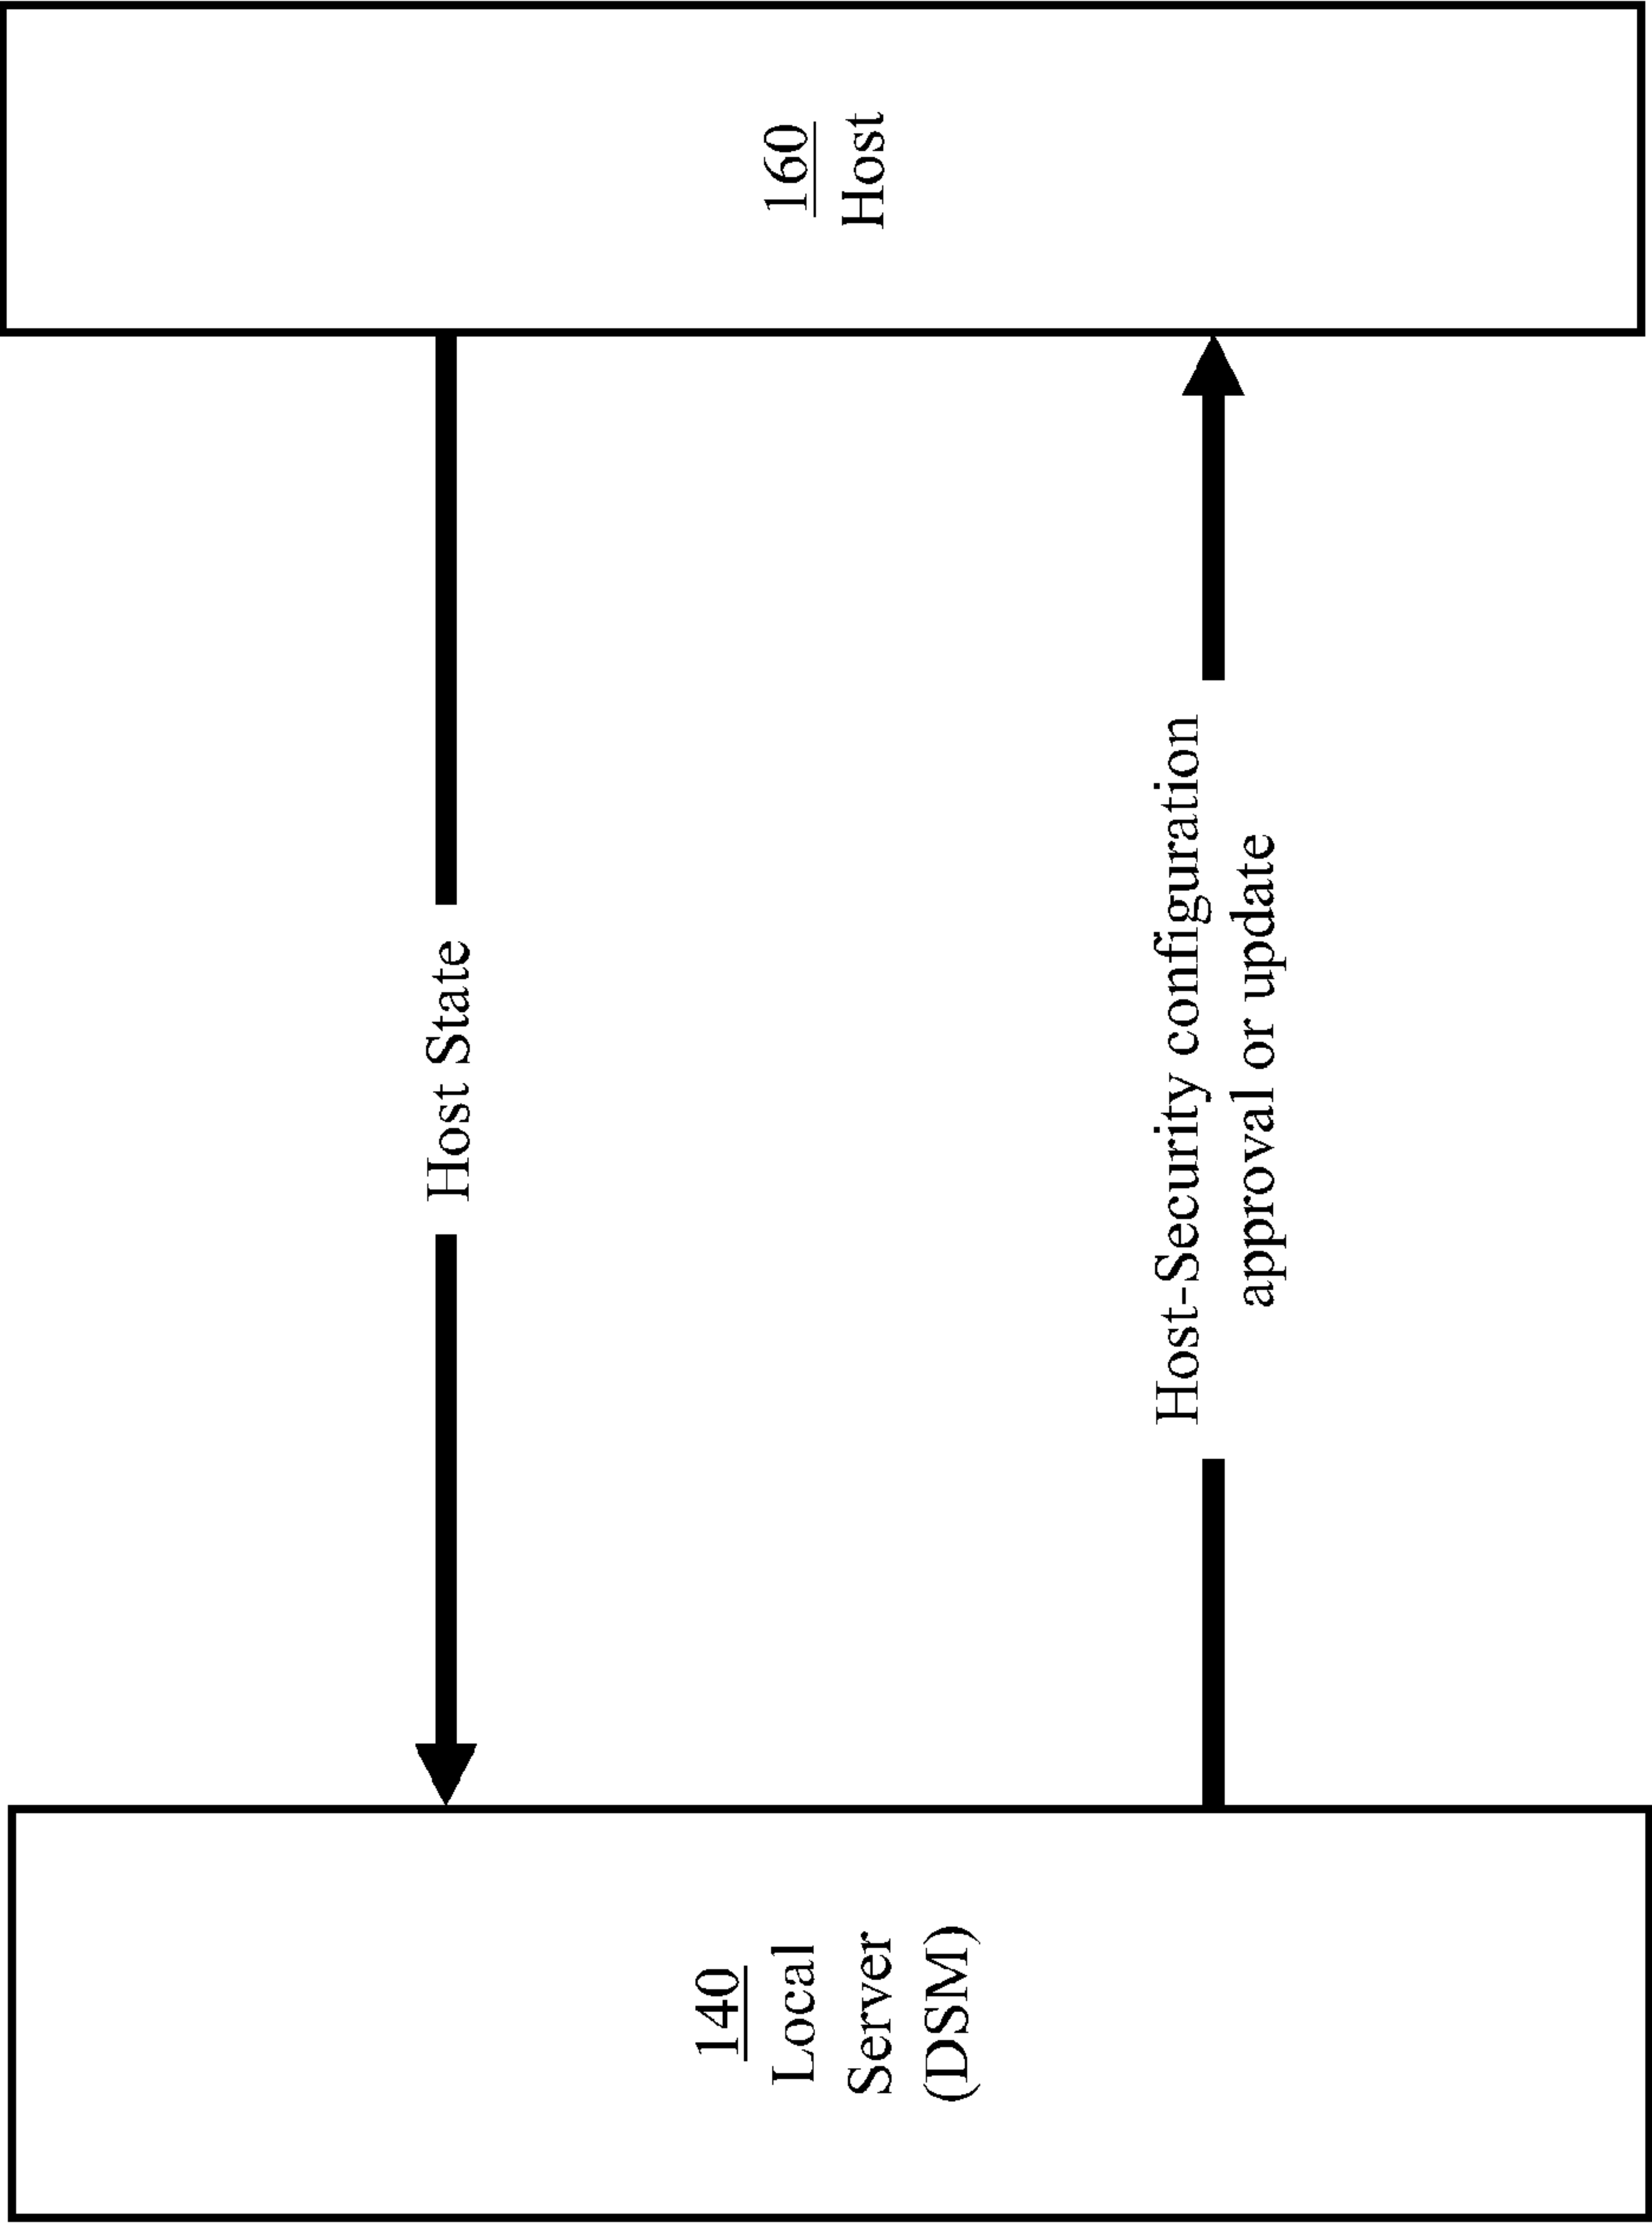 140
Local
Server
(DSM)
Host State
Host-Security configuration
approval or update
160
Host